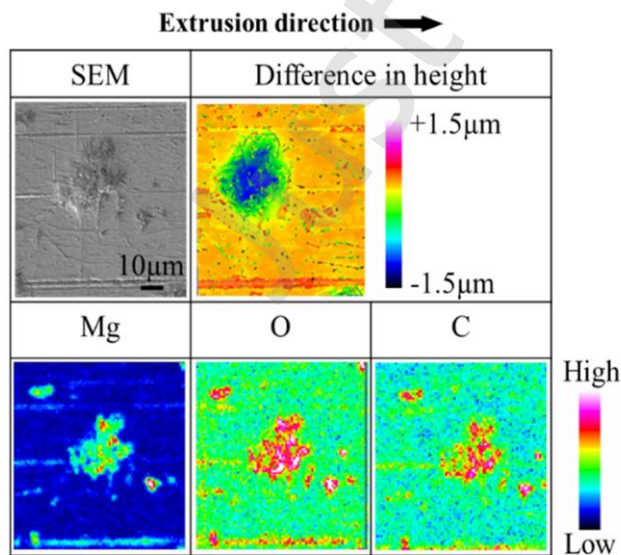 Extrusion direction
SEM
Difference in height
+1.5μm
10μm
-1.5μm
Mg
O
C
High
Low